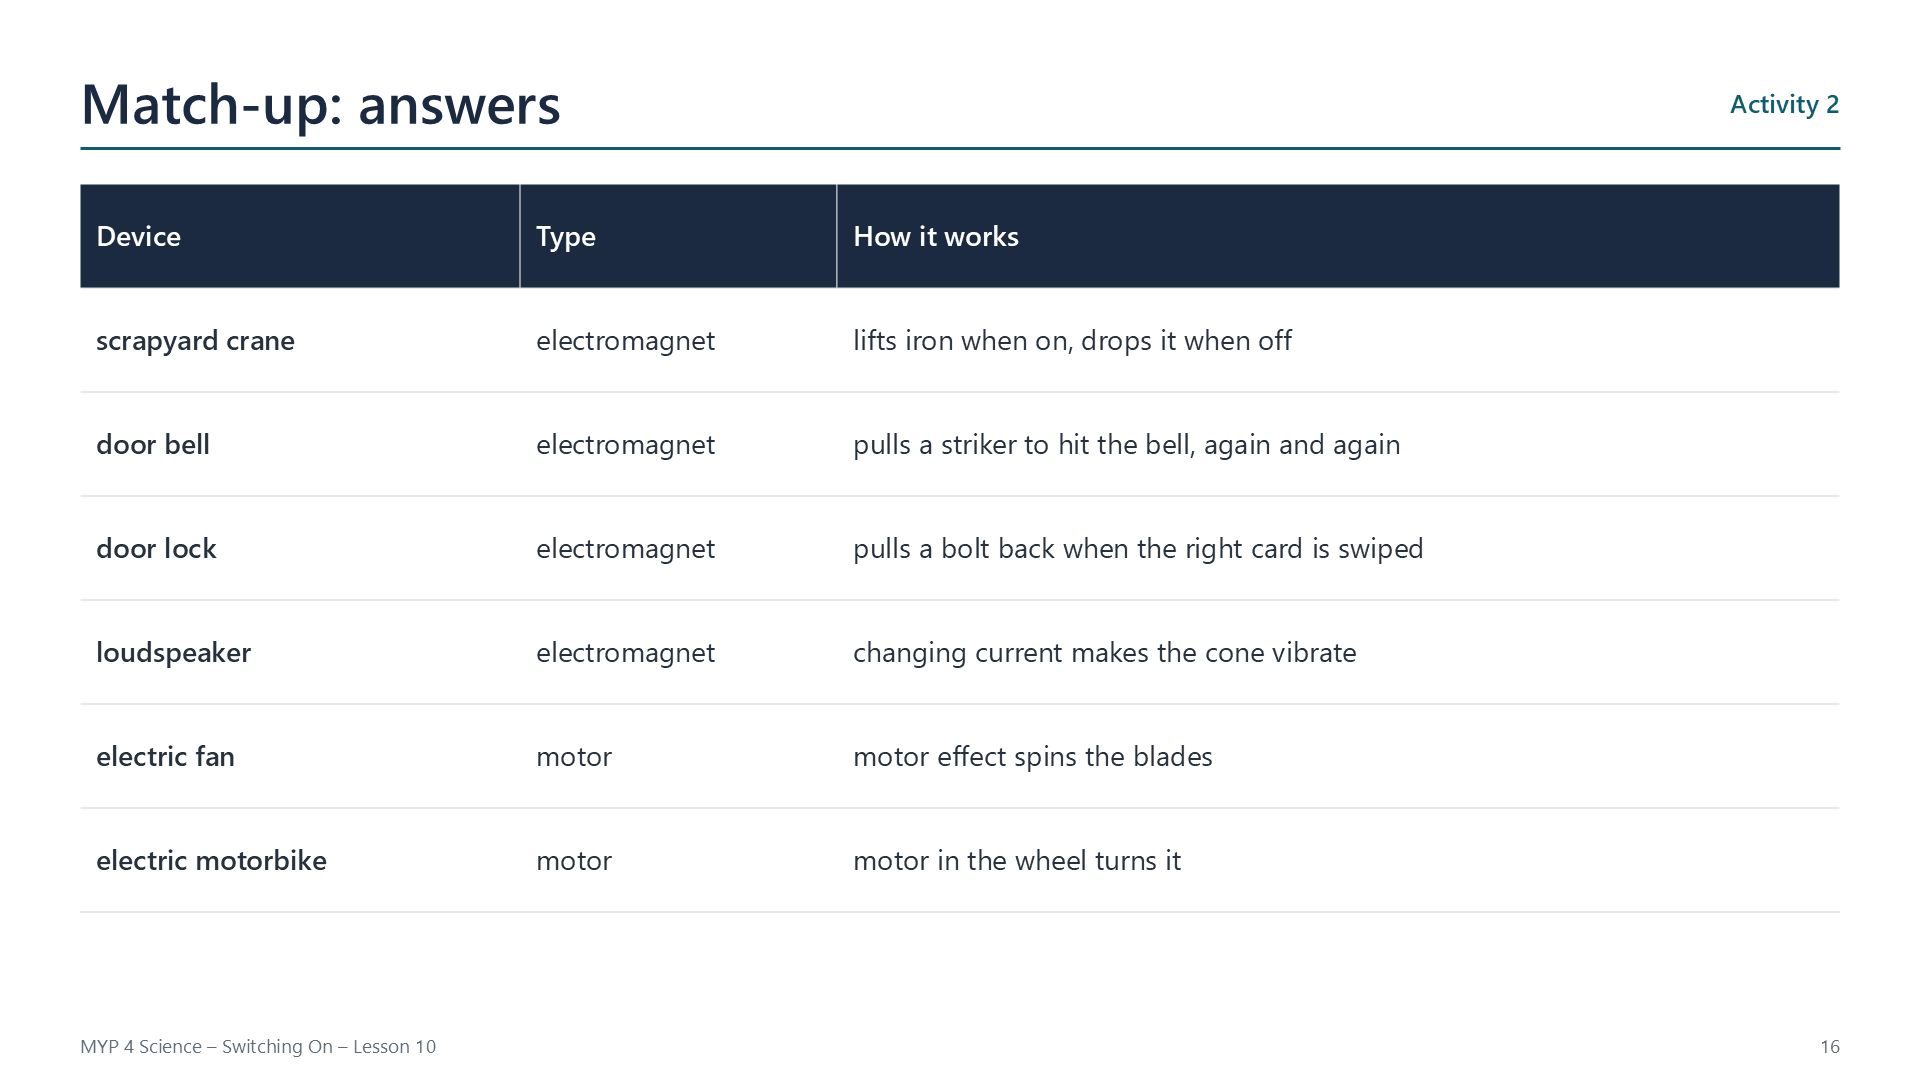 Match-up: answers
Activity 2
Device Type How it works
scrapyard crane electromagnet lifts iron when on, drops it when off
door bell electromagnet pulls a striker to hit the bell, again and again
door lock electromagnet pulls a bolt back when the right card is swiped
loudspeaker electromagnet changing current makes the cone vibrate
electric fan motor motor effect spins the blades
electric motorbike motor motor in the wheel turns it
MYP 4 Science – Switching On – Lesson 10
16